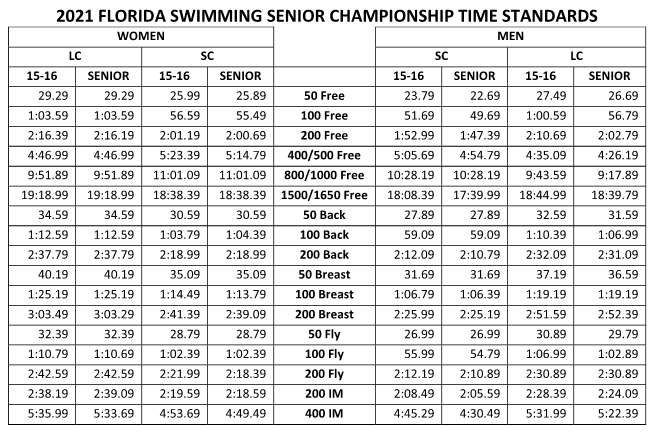 2021 FLORIDA SWIMMING SENIOR CHAMPIONSHIP TIME STANDARDS
WOMEN MEN
LC SC SC LC
15-16 SENIOR 15-16 SENIOR 15-16 SENIOR 15-16 SENIOR
29.29 29.29 25.99 25.89 50 Free 23.79 22.69 27.49 26.69
1:03.59 1:03.59 56.59 55.49 100 Free 51.69 49.69 1:00.59 56.79
2:16.39 2:16.19 2:01.19 2:00.69 200 Free 1:52.99 1:47.39 2:10.69 2:02.79
4:46.99 4:46.99 5:23.39 5:14.79 400/500 Free 5:05.69 4:54.79 4:35.09 4:26.19
9:51.89 9:51.89 11:01.09 11:01.09 800/1000 Free 10:28.19 10:28.19 9:43.59 9:17.89
19:18.99 19:18.99 18:38.39 18:38.39 1500/1650 Free 18:08.39 17:39.99 18:44.99 18:39.79
34.59 34.59 30.59 30.59 50 Back 27.89 27.89 32.59 31.59
1:12.59 1:12.59 1:03.79 1:04.39 100 Back 59.09 59.09 1:10.39 1:06.99
2:37.79 2:37.79 2:18.99 2:18.99 200 Back 2:12.09 2:10.79 2:32.09 2:31.09
40.19 40.19 35.09 35.09 50 Breast 31.69 31.69 37.19 36.59
1:25.19 1:25.19 1:14.49 1:13.79 100 Breast 1:06.79 1:06.39 1:19.19 1:19.19
3:03.49 3:03.29 2:41.39 2:39.09 200 Breast 2:25.99 2:25.19 2:51.59 2:52.39
32.39 32.39 28.79 28.79 50 Fly 26.99 26.99 30.89 29.79
1:10.79 1:10.69 1:02.39 1:02.39 100 Fly 55.99 54.79 1:06.99 1:02.89
2:42.59 2:42.59 2:21.99 2:18.39 200 Fly 2:12.19 2:10.89 2:30.89 2:30.89
2:38.19 2:39.09 2:19.59 2:18.59 200 IM 2:08.49 2:05.59 2:28.39 2:24.09
5:35.99 5:33.69 4:53.69 4:49.49 400 IM 4:45.29 4:30.49 5:31.99 5:22.39